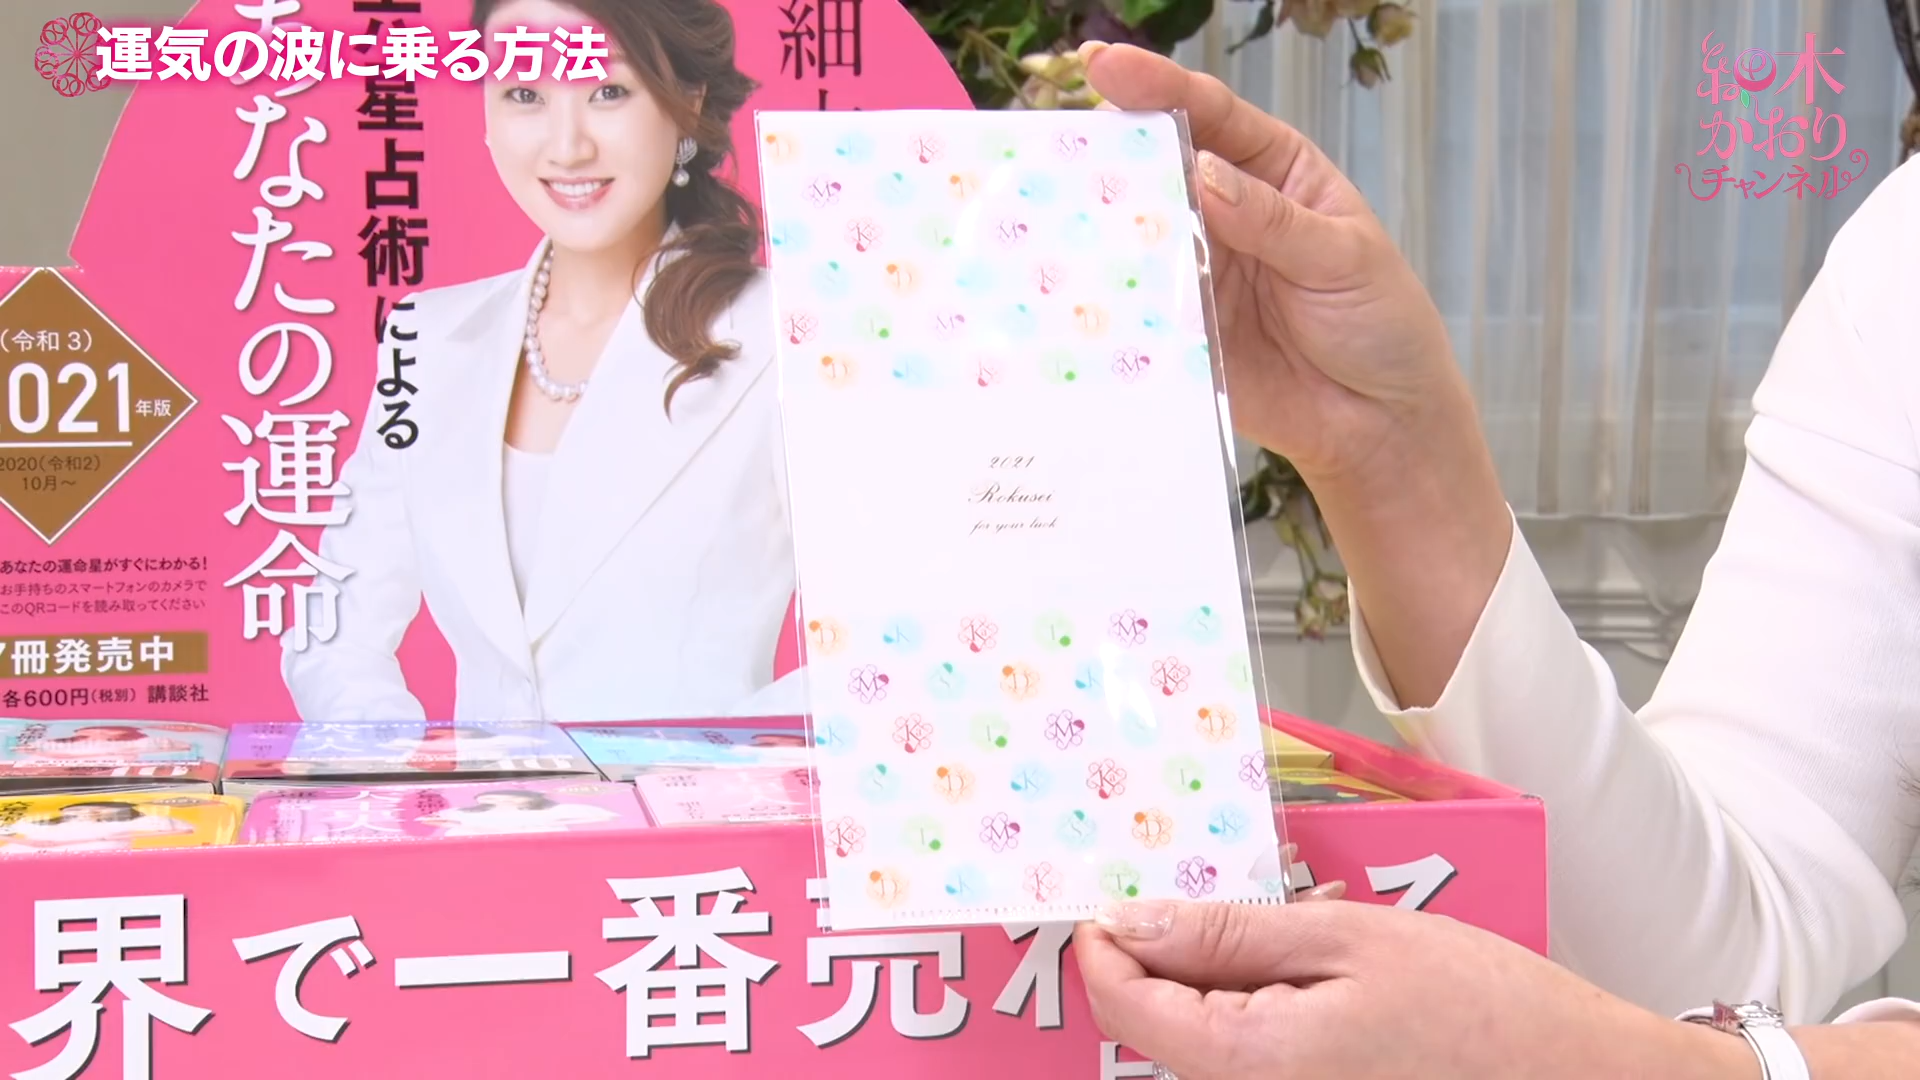 運気の波に乗る方法
細木
かおり
チャンネル
細
星占術による
あなたの運命
(令和3)
2021年版
2020(令和2)
10月〜
あなたの運命星がすぐにわかる!
お手持ちのスマートフォンのカメラで
このQRコードを読み取ってください
7冊発売中
各600円(税別) 講談社
2021
Rokusei
for your luck
界で一番売れ